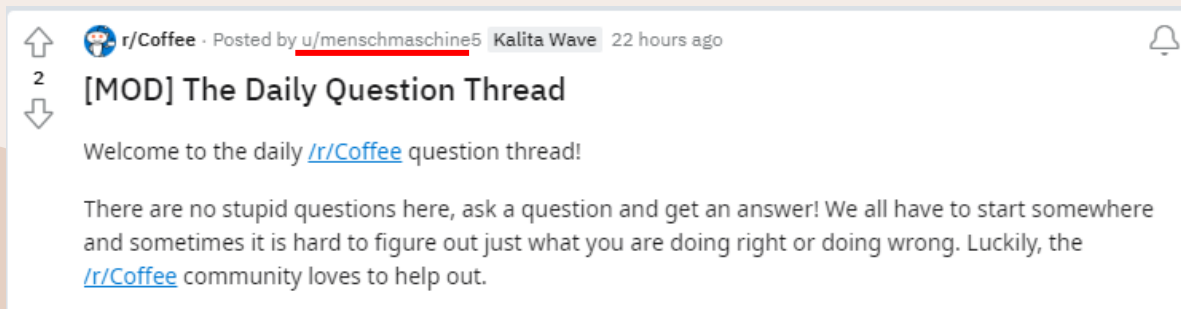 r/Coffee · Posted by u/menschmaschine5 Kalita Wave 22 hours ago
2
[MOD] The Daily Question Thread
Welcome to the daily /r/Coffee question thread!
There are no stupid questions here, ask a question and get an answer! We all have to start somewhere
and sometimes it is hard to figure out just what you are doing right or doing wrong. Luckily, the
/r/Coffee community loves to help out.